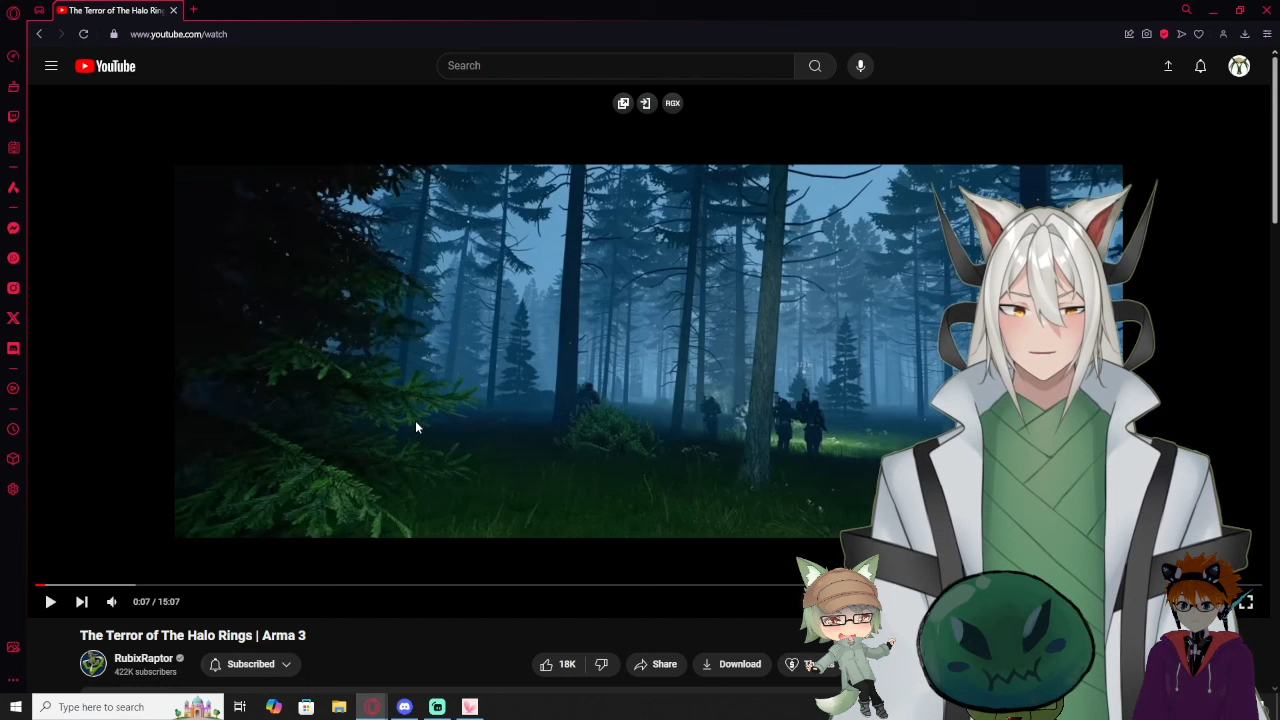 The Terror of The Halo Ring
www.youtube.com/watch
YouTube
Search
RGX
0:07 / 15:07
The Terror of The Halo Rings | Arma 3
RubixRaptor
422K subscribers
Subscribed
18K
Share
Download
Type here to search